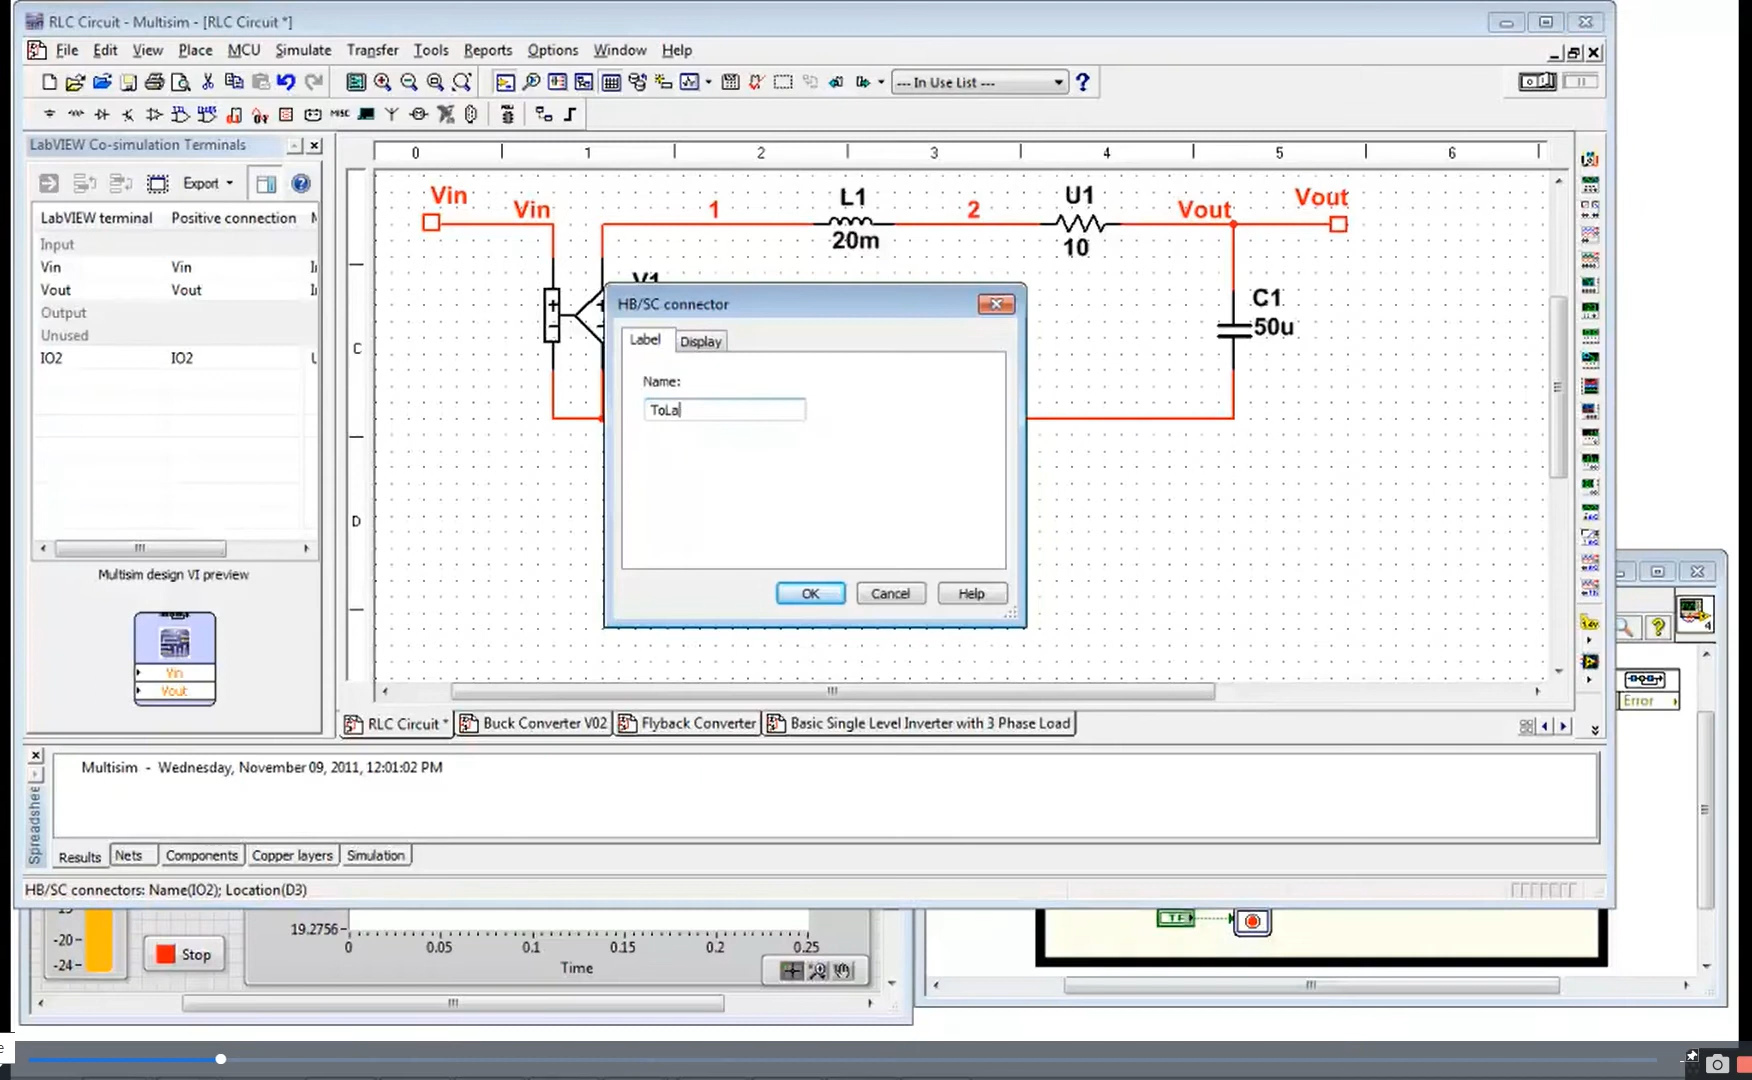 RLC Circuit - Multisim - [RLC Circuit *]
File Edit View Place MCU Simulate Transfer Tools Reports Options Window Help
--- In Use List --- ?
MISC
LabVIEW Co-simulation Terminals
Export
LabVIEW terminal Positive connection
Input
Vin Vin
Vout Vout
Output
Unused
IO2 IO2
Multisim design VI preview
Vin
Vout
0 1 2 3 4 5 6
C
D
Vin Vin 1 L1 2 U1 Vout Vout
20m 10
V1
C1
50u
HB/SC connector
Label Display
Name:
ToLa
OK Cancel Help
RLC Circuit * Buck Converter V02 Flyback Converter Basic Single Level Inverter with 3 Phase Load
Multisim - Wednesday, November 09, 2011, 12:01:02 PM
Results Nets Components Copper layers Simulation
HB/SC connectors: Name(IO2); Location(D3)
-20
-24
Stop
19.2756
0 0.05 0.1 0.15 0.2 0.25
Time
TF
? 4
Error
e